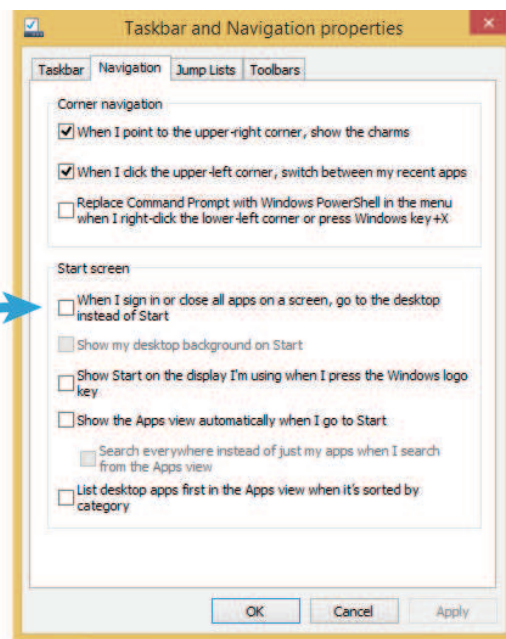 Taskbar and Navigation properties
Taskbar Navigation Jump Lists Toolbars
Corner navigation
When I point to the upper-right corner, show the charms
When I click the upper-left corner, switch between my recent apps
Replace Command Prompt with Windows PowerShell in the menu
when I right-click the lower-left corner or press Windows key+X
Start screen
When I sign in or close all apps on a screen, go to the desktop
instead of Start
Show my desktop background on Start
Show Start on the display I'm using when I press the Windows logo
key
Show the Apps view automatically when I go to Start
Search everywhere instead of just my apps when I search
from the Apps view
List desktop apps first in the Apps view when it's sorted by
category
OK Cancel Apply